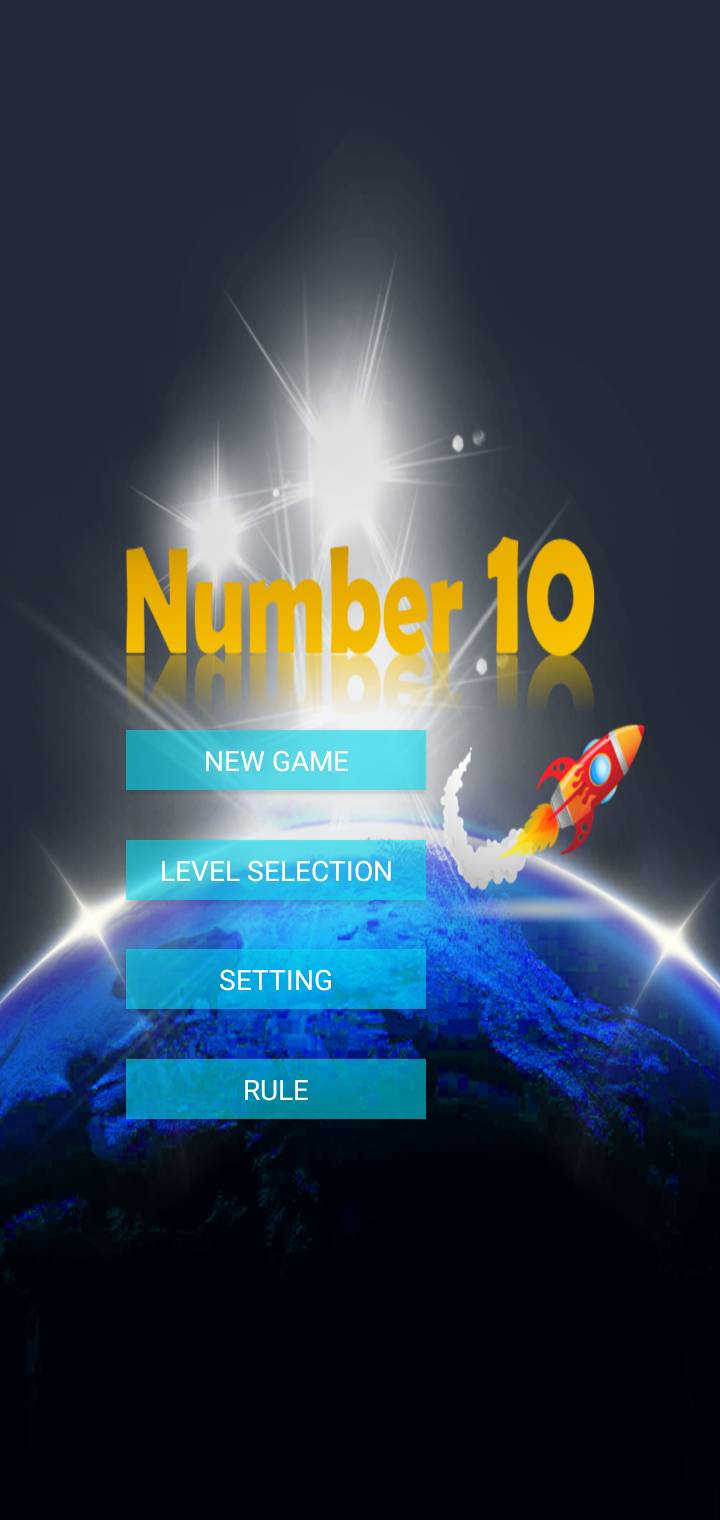 Number 10
NEW GAME
LEVEL SELECTION
SETTING
RULE